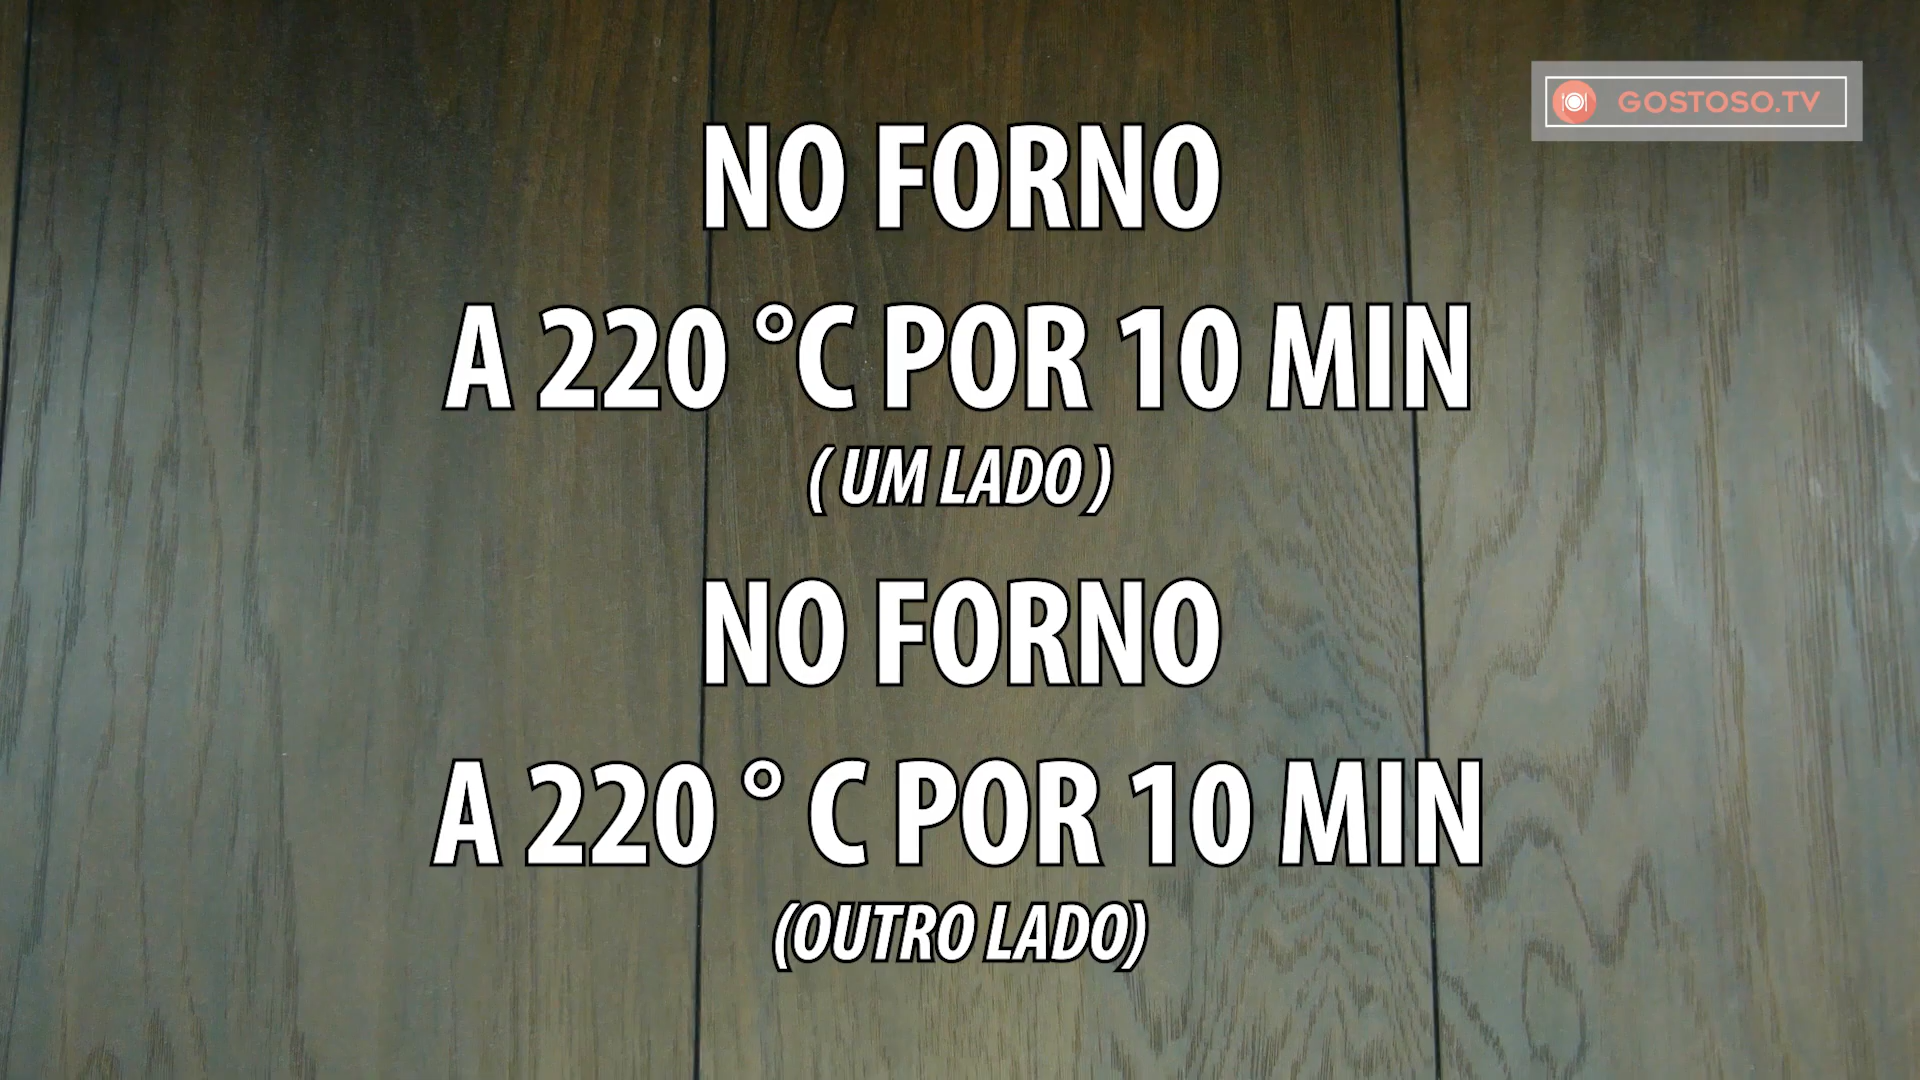 GOSTOSO.TV
NO FORNO
A 220 °C POR 10 MIN
( UM LADO )
NO FORNO
A 220 ° C POR 10 MIN
(OUTRO LADO)